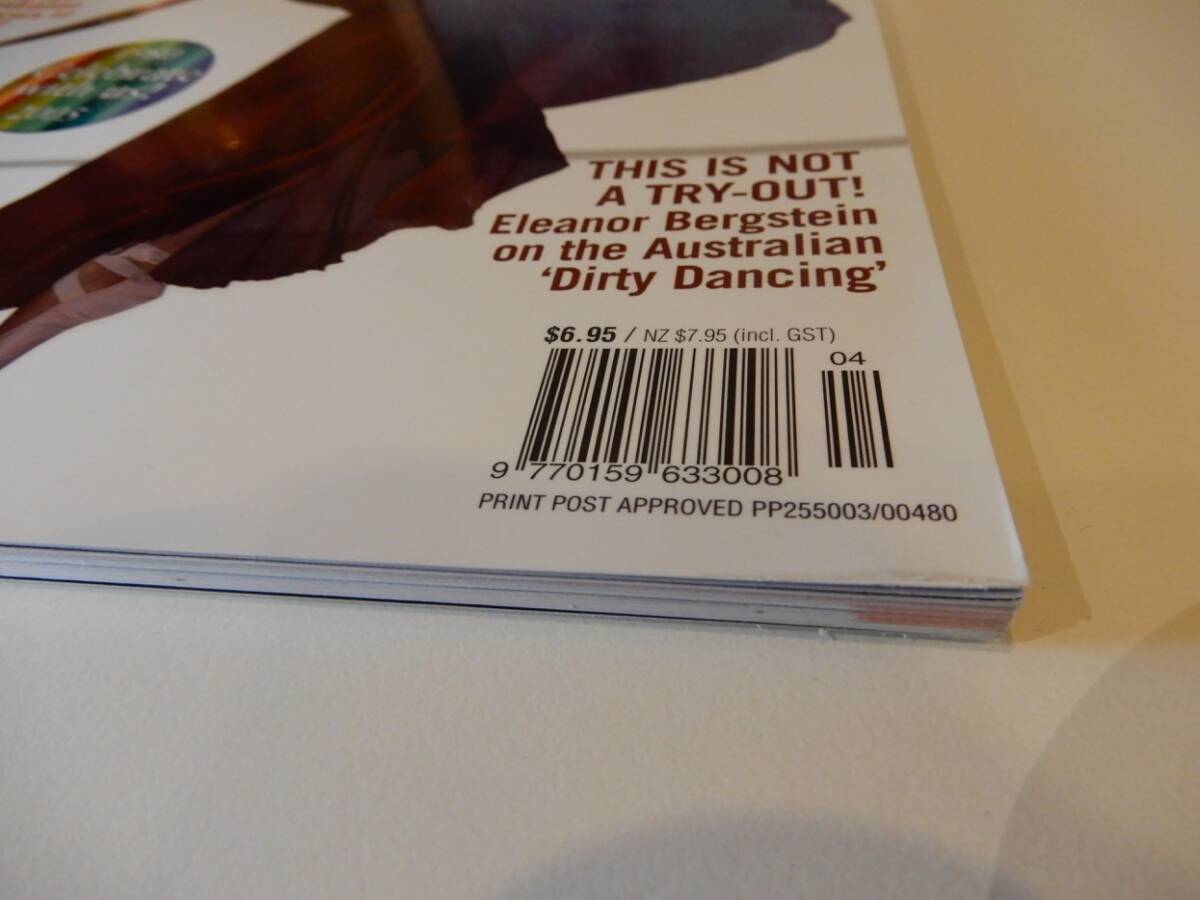 THIS IS NOT
A TRY-OUT!
Eleanor Bergstein
on the Australian
‘Dirty Dancing’
$6.95 / NZ $7.95 (incl. GST)
04
9 770159 633008
PRINT POST APPROVED PP255003/00480